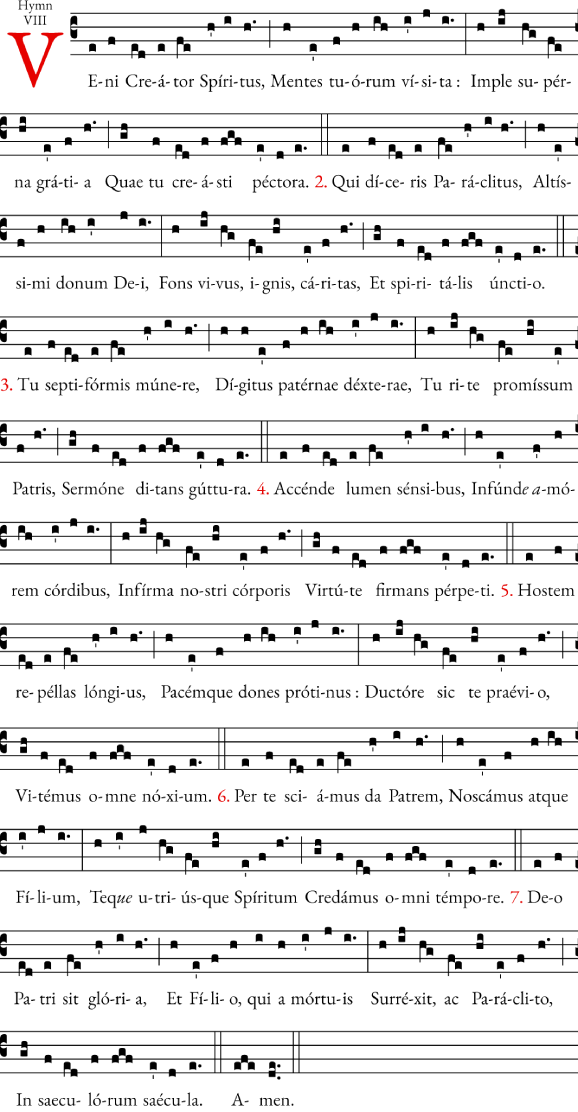 Hymn
VIII
VE-ni Cre-á-tor Spíri-tus, Mentes tu-ó-rum ví-si-ta : Imple su-pér-
na grá-ti-a Quae tu cre-á-sti péctora. 2. Qui dí-ce-ris Pa-rá-clitus, Altís-
si-mi donum De-i, Fons vi-vus, i-gnis, cá-ri-tas, Et spi-ri-tá-lis úncti-o.
3. Tu septi-fórmis múne-re, Dí-gitus patérnae déxte-rae, Tu ri-te promíssum
Patris, Sermóne di-tans gúttu-ra. 4. Accénde lumen sénsi-bus, Infúnde a-mó-
rem córdibus, Infírma no-stri córporis Virtú-te firmans pérpe-ti. 5. Hostem
re-péllas lóngi-us, Pacémque dones próti-nus : Ductóre sic te praévi-o,
Vi-témus o-mne nó-xi-um. 6. Per te sci-á-mus da Patrem, Noscámus atque
Fí-li-um, Teque u-tri-ús-que Spíritum Credámus o-mni témpo-re. 7. De-o
Pa-tri sit gló-ri-a, Et Fí-li-o, qui a mórtu-is Surré-xit, ac Pa-rá-cli-to,
In saecu-ló-rum saécu-la. A-men.